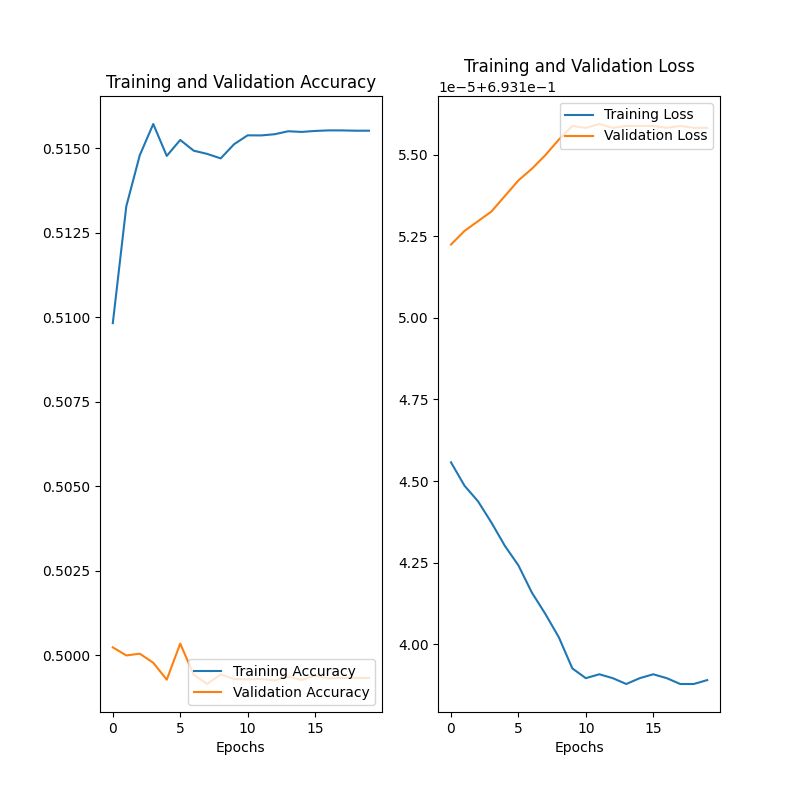 Training and Validation Accuracy
0.5150
0.5125
0.5100
0.5075
0.5050
0.5025
0.5000
Training Accuracy
Validation Accuracy
0 5 10 15
Epochs
Training and Validation Loss
1e−5+6.931e−1
Training Loss
Validation Loss
5.50
5.25
5.00
4.75
4.50
4.25
4.00
0 5 10 15
Epochs